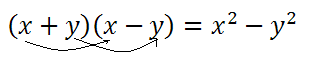 (x + y)(x − y) = x² − y²